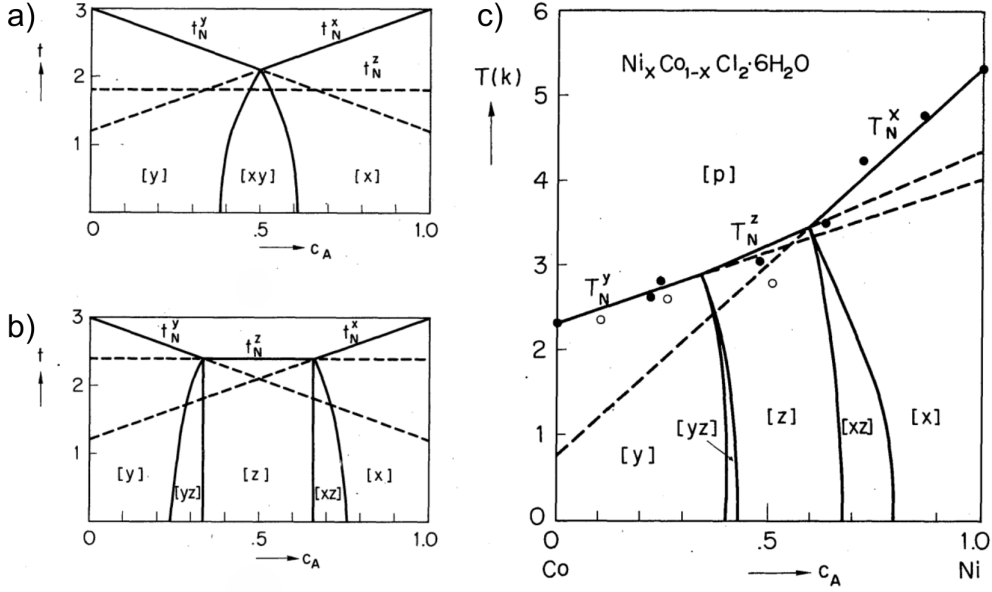 a)
3
2
1
t
t_N^y
t_N^x
t_N^z
[y]
[xy]
[x]
0
.5
1.0
c_A
b)
3
2
1
t
t_N^y
t_N^z
t_N^x
[y]
[yz]
[z]
[xz]
[x]
0
.5
1.0
c_A
c)
6
5
4
3
2
1
0
T(k)
Ni_xCo_{1-x}Cl_2·6H_2O
T_N^x
[p]
T_N^z
T_N^y
[y]
[yz]
[z]
[xz]
[x]
0
.5
1.0
Co
c_A
Ni